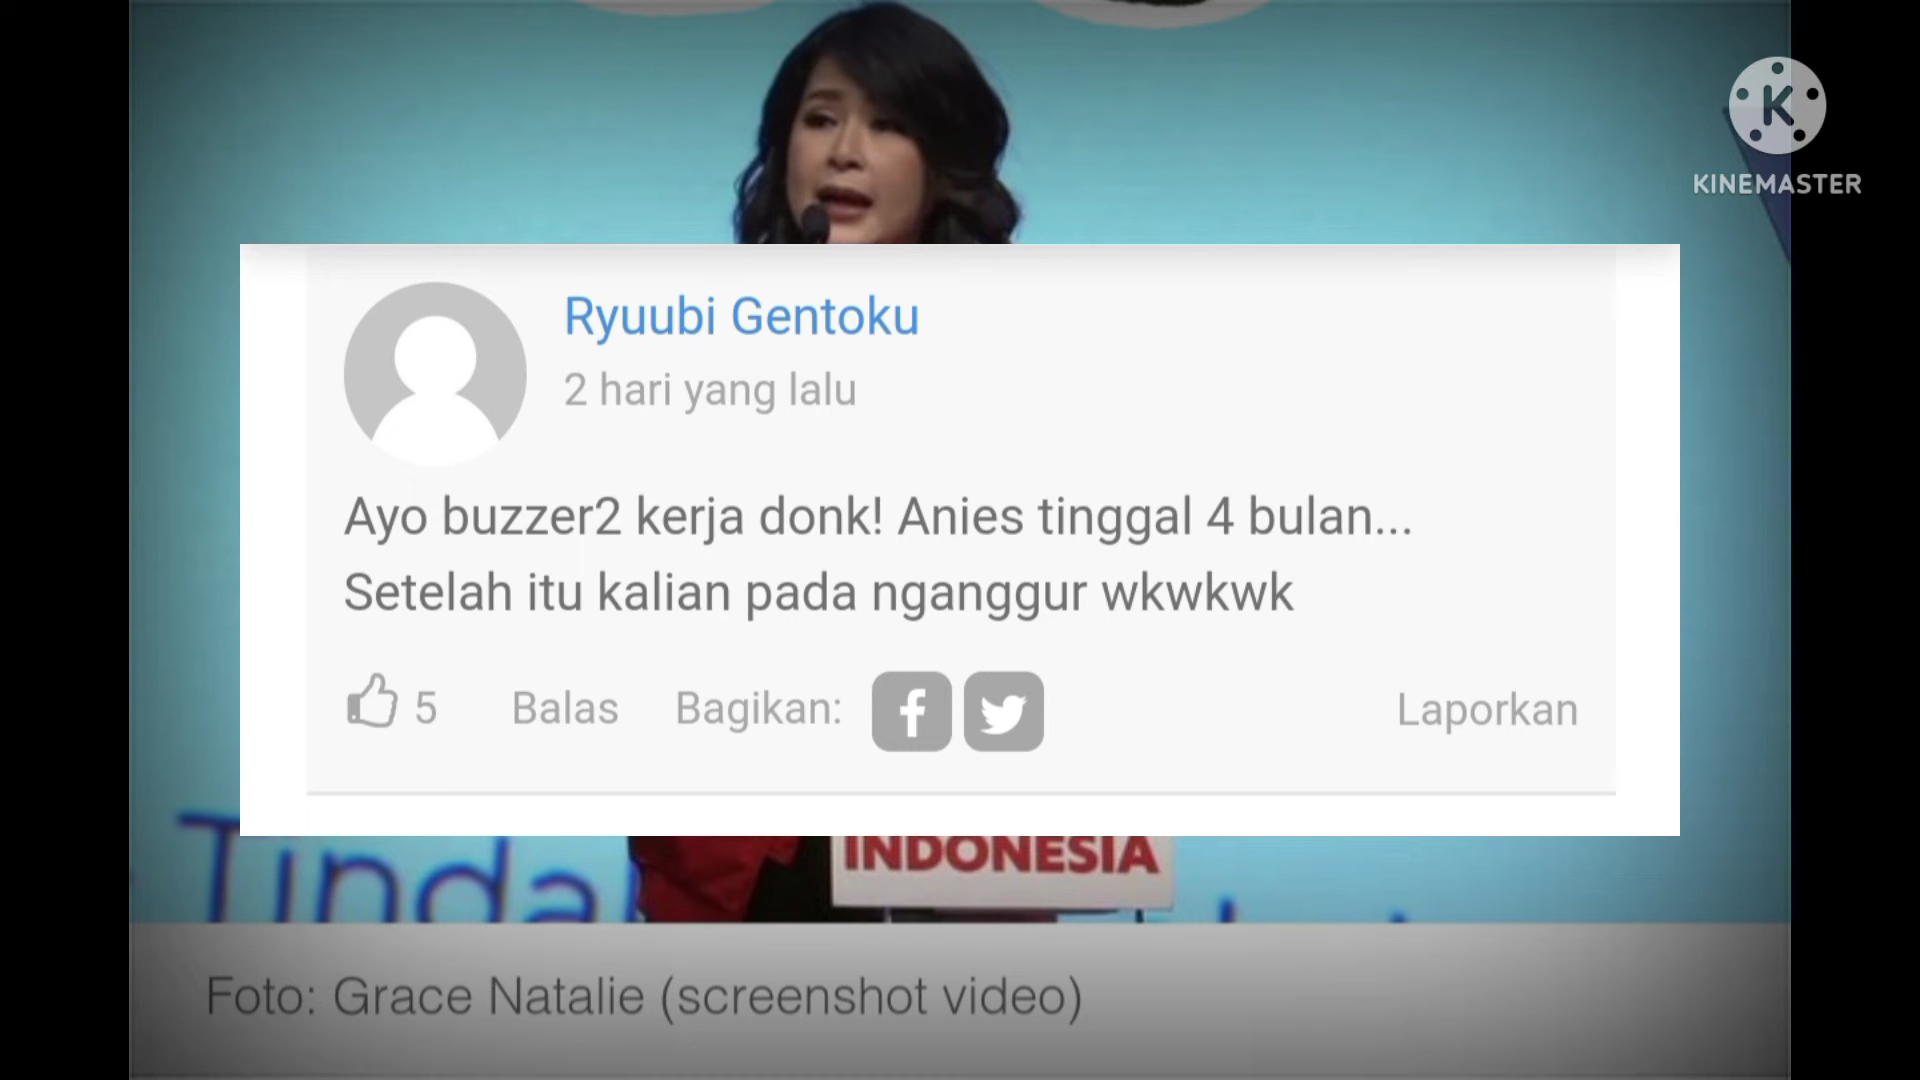 KINEMASTER
Ryuubi Gentoku
2 hari yang lalu
Ayo buzzer2 kerja donk! Anies tinggal 4 bulan...
Setelah itu kalian pada nganggur wkwkwk
5 Balas Bagikan: Laporkan
INDONESIA
Tinda
Foto: Grace Natalie (screenshot video)